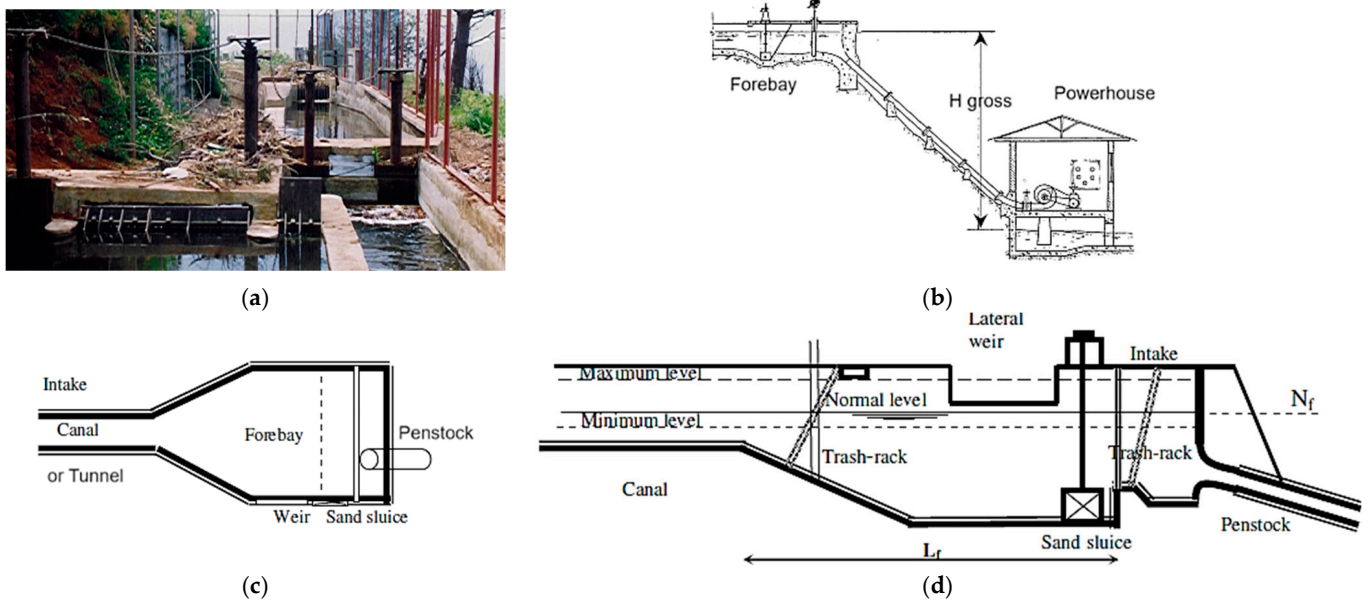 (a)
Forebay
H gross
Powerhouse
(b)
Intake
Canal
or Tunnel
Forebay
Penstock
Weir
Sand sluice
(c)
Lateral
weir
Intake
Maximum level
Normal level
Minimum level
Nf
Trash-rack
Trash-rack
Canal
Penstock
Sand sluice
Lf
(d)